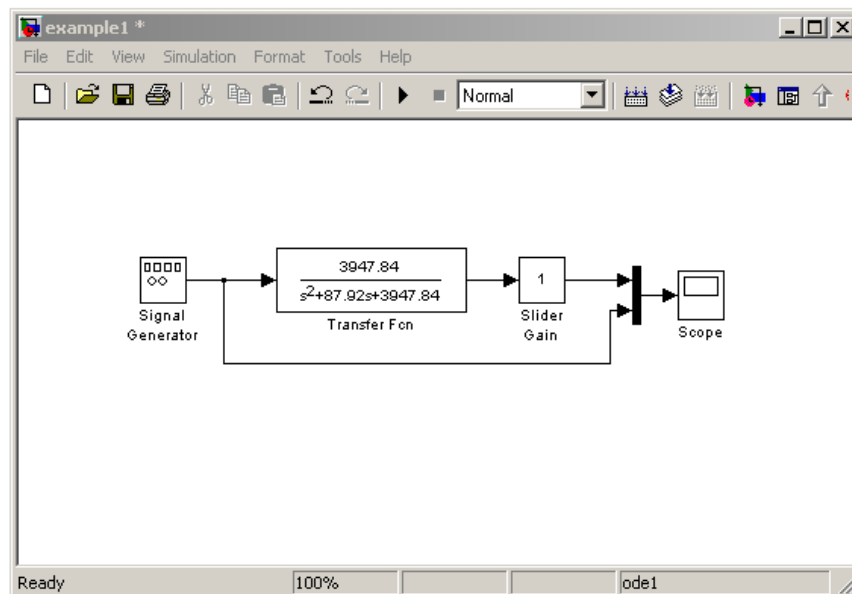 example1 *
File Edit View Simulation Format Tools Help
Normal
3947.84
s²+87.92s+3947.84
1
Signal
Generator
Transfer Fcn
Slider
Gain
Scope
Ready 100% ode1